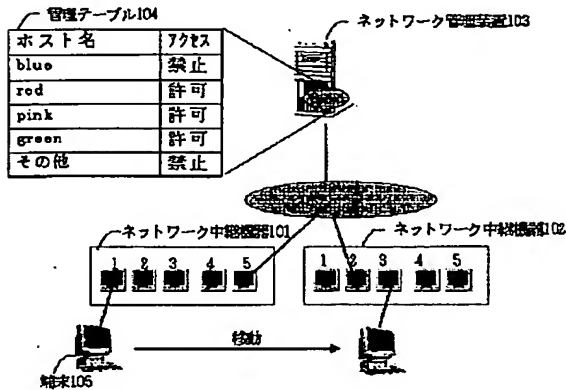 管理テーブル104
ネットワーク管理装置103
ホスト名 アクセス
blue 禁止
red 許可
pink 許可
green 許可
その他 禁止
ネットワーク中継機器101
ネットワーク中継機器102
1 2 3 4 5
1 2 3 4 5
移動
端末105